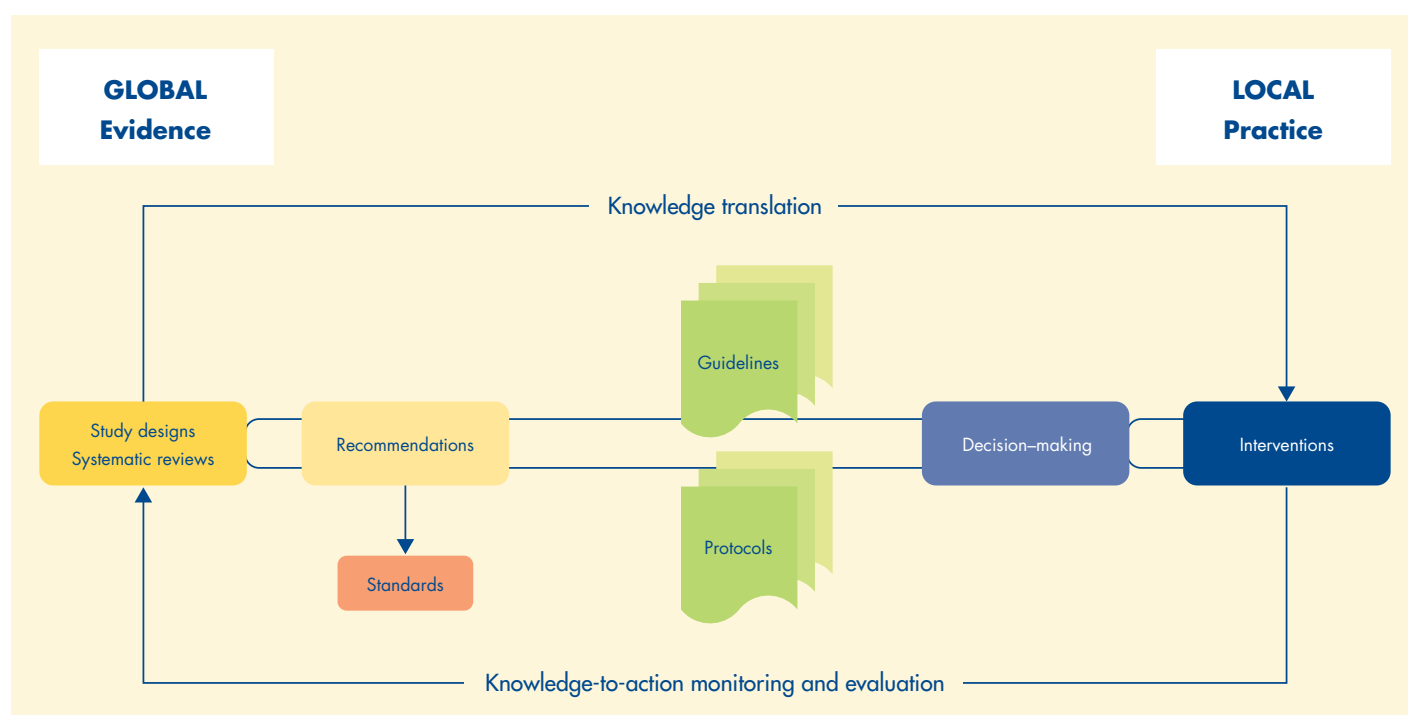 GLOBAL
Evidence
LOCAL
Practice
Knowledge translation
Guidelines
Study designs
Systematic reviews
Recommendations
Decision–making
Interventions
Protocols
Standards
Knowledge-to-action monitoring and evaluation